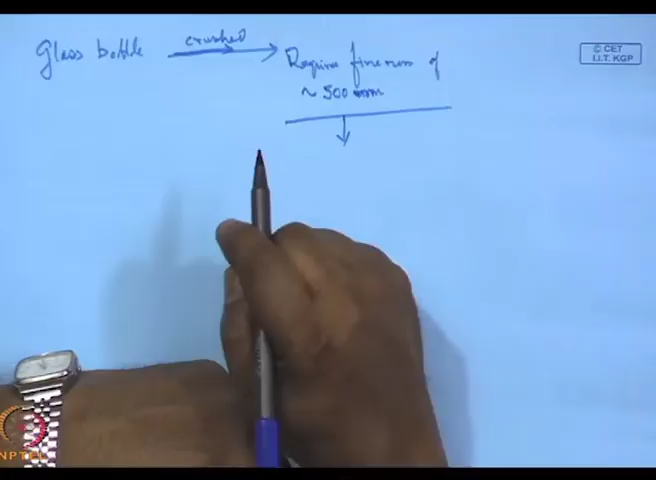 Glass bottle crushed Require fineness of
~ 500 mm
© CET
I.I.T. KGP
NPTEL